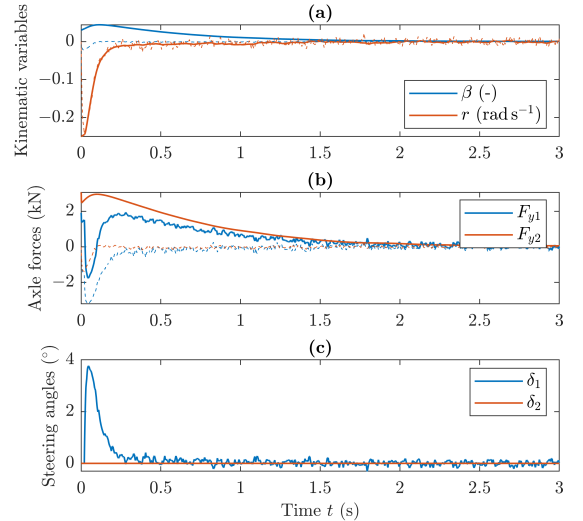 (a)
Kinematic variables
0
−0.1
−0.2
β (-)
r (rad s⁻¹)
0 0.5 1 1.5 2 2.5 3
(b)
Axle forces (kN)
2
0
−2
F_y1
F_y2
0 0.5 1 1.5 2 2.5 3
(c)
Steering angles (°)
4
2
0
δ₁
δ₂
0 0.5 1 1.5 2 2.5 3
Time t (s)